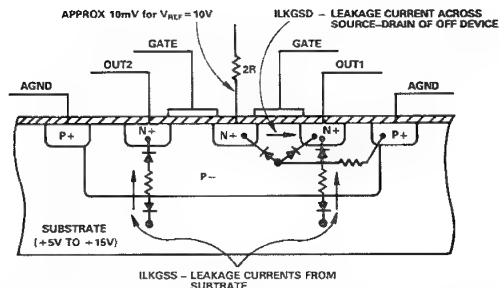 APPROX 10mV for VREF = 10V
ILKGSD – LEAKAGE CURRENT ACROSS
SOURCE–DRAIN OF OFF DEVICE
GATE
GATE
2R
OUT2
OUT1
AGND
AGND
P+
N+
N+
N+
P+
P–
SUBSTRATE
(+5V TO +15V)
ILKGSS – LEAKAGE CURRENTS FROM
SUBTRATE